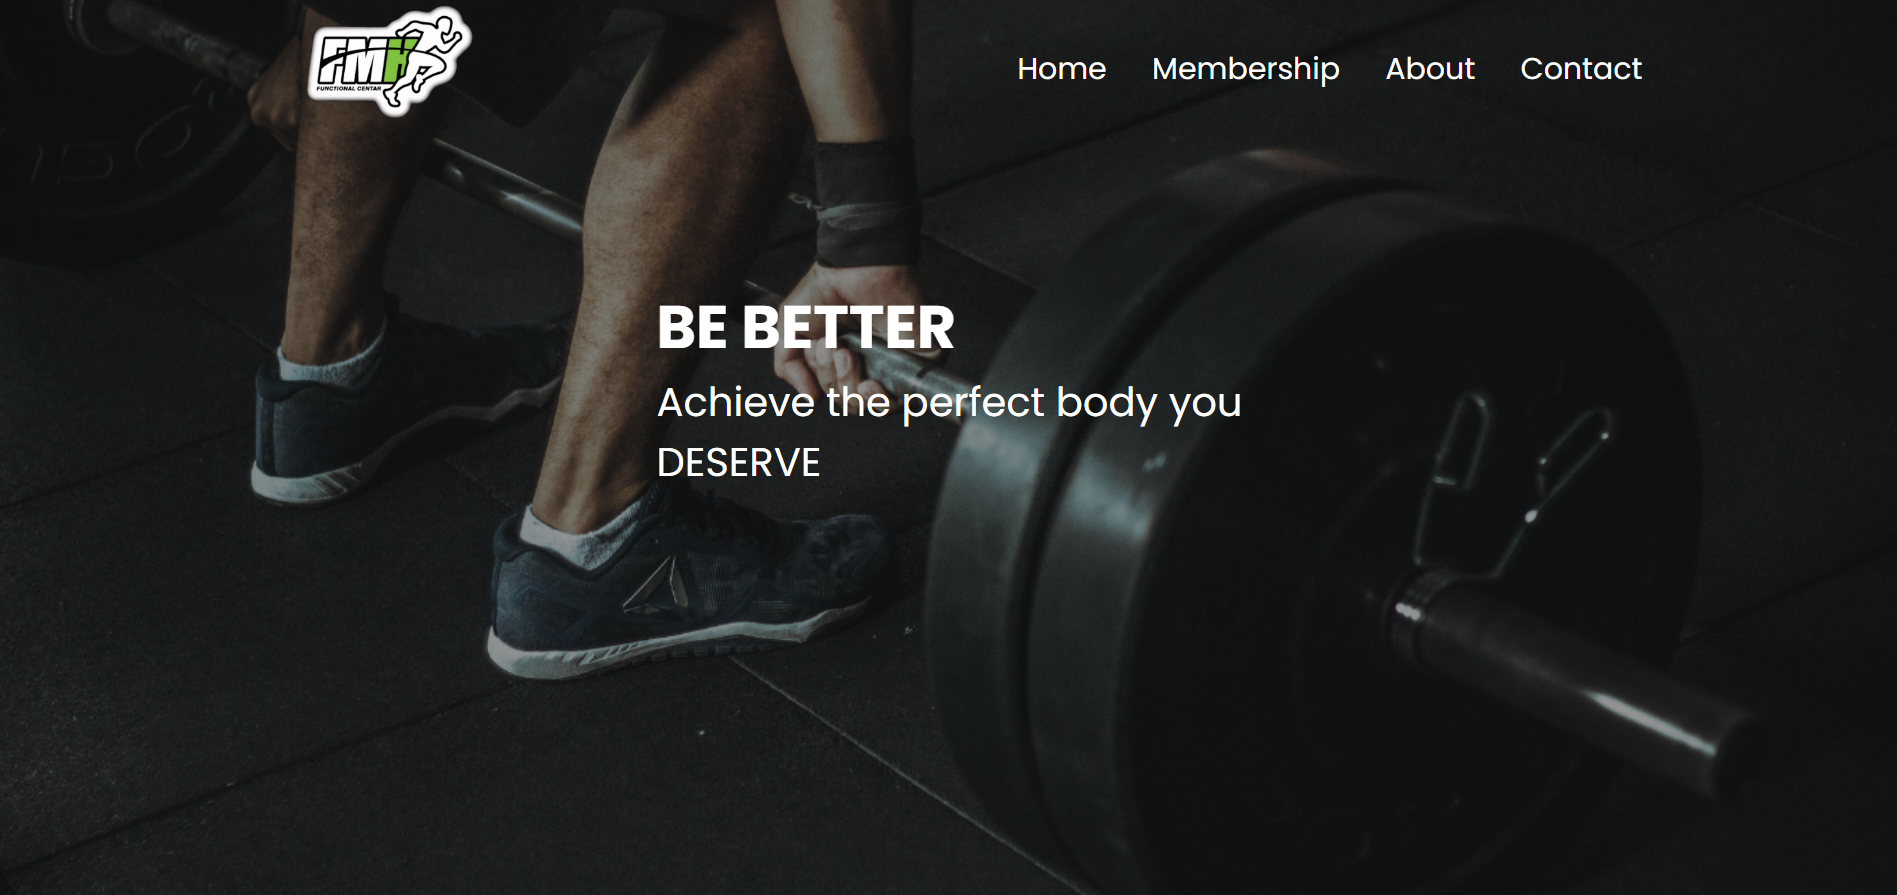 FMH
FUNCTIONAL CENTAR
Home Membership About Contact
BE BETTER
Achieve the perfect body you
DESERVE